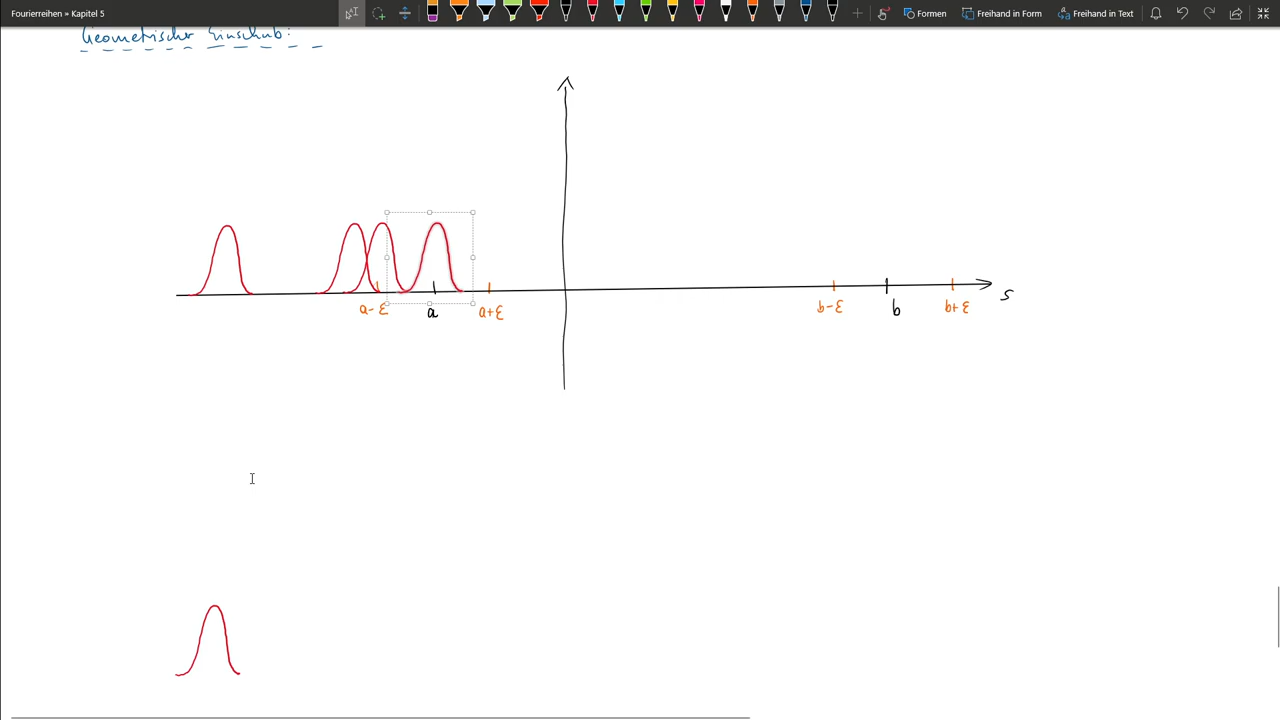 Fourierreihen » Kapitel 5
Formen
Freihand in Form
Freihand in Text
Geometrischer Einschub:
s
a-ε
a
a+ε
b-ε
b
b+ε